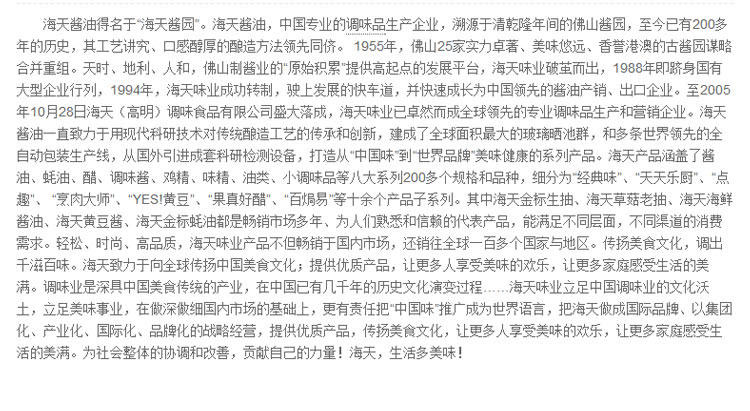 海天酱油得名于“海天酱园”。海天酱油，中国专业的调味品生产企业，溯源于清乾隆年间的佛山酱园，至今已有200多
年的历史，其工艺讲究、口感醇厚的酿造方法领先同侪。 1955年，佛山25家实力卓著、美味悠远、香誉港澳的古酱园谋略
合并重组。天时、地利、人和，佛山制酱业的“原始积累”提供高起点的发展平台，海天味业破茧而出，1988年即跻身国有
大型企业行列，1994年，海天味业成功转制，驶上发展的快车道，并快速成长为中国领先的酱油产销、出口企业。至2005
年10月28日海天（高明）调味食品有限公司盛大落成，海天味业已卓然而成全球领先的专业调味品生产和营销企业。海天
酱油一直致力于用现代科研技术对传统酿造工艺的传承和创新，建成了全球面积最大的玻璃晒池群，和多条世界领先的全
自动包装生产线，从国外引进成套科研检测设备，打造从“中国味”到“世界品牌”美味健康的系列产品。海天产品涵盖了酱
油、蚝油、醋、调味酱、鸡精、味精、油类、小调味品等八大系列200多个规格和品种，细分为“经典味”、“天天乐厨”、“点
趣”、 “烹肉大师”、“YES!黄豆”、“果真好醋”、“百焗易”等十余个产品子系列。其中海天金标生抽、海天草菇老抽、海天海鲜
酱油、海天黄豆酱、海天金标蚝油都是畅销市场多年、为人们熟悉和信赖的代表产品，能满足不同层面，不同渠道的消费
需求。轻松、时尚、高品质，海天味业产品不但畅销于国内市场，还销往全球一百多个国家与地区。传扬美食文化，调出
千滋百味。海天致力于向全球传扬中国美食文化；提供优质产品，让更多人享受美味的欢乐，让更多家庭感受生活的美
满。调味业是深具中国美食传统的产业，在中国已有几千年的历史文化演变过程……海天味业立足中国调味业的文化沃
土，立足美味事业，在做深做细国内市场的基础上，更有责任把“中国味”推广成为世界语言，把海天做成国际品牌、以集团
化、产业化、国际化、品牌化的战略经营，提供优质产品，传扬美食文化，让更多人享受美味的欢乐，让更多家庭感受生
活的美满。为社会整体的协调和改善，贡献自己的力量！海天，生活多美味！